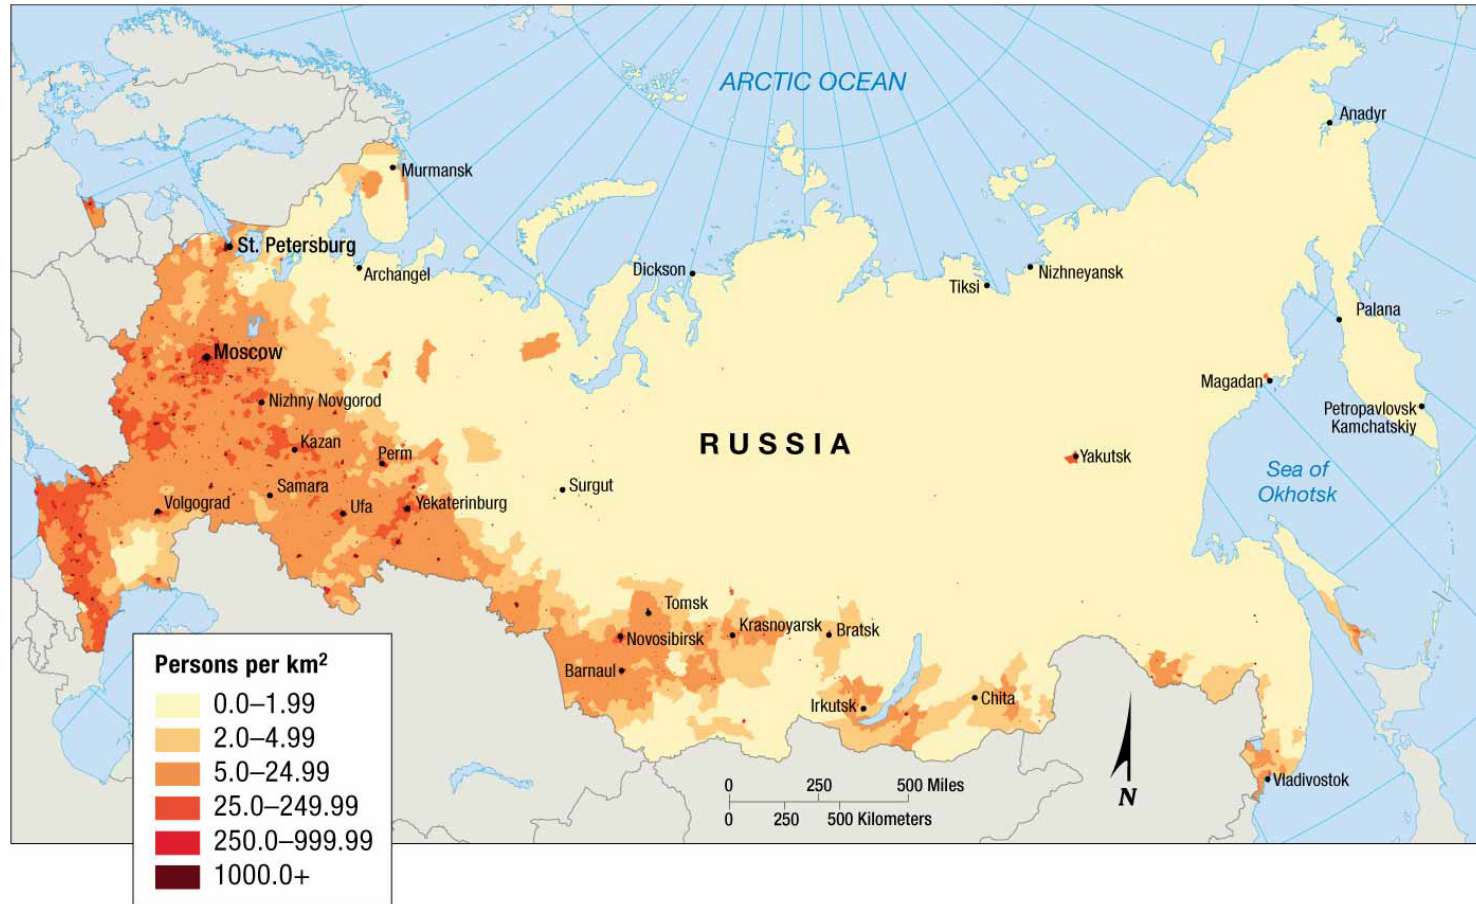 ARCTIC OCEAN
Anadyr
Murmansk
St. Petersburg
Archangel
Dickson
Tiksi
Nizhneyansk
Palana
Moscow
Magadan
Nizhny Novgorod
Petropavlovsk
Kamchatskiy
RUSSIA
Kazan
Perm
Yakutsk
Sea of
Okhotsk
Surgut
Samara
Volgograd
Ufa
Yekaterinburg
Tomsk
Novosibirsk
Krasnoyarsk
Bratsk
Barnaul
Irkutsk
Chita
Vladivostok
Persons per km²
0.0–1.99
2.0–4.99
5.0–24.99
25.0–249.99
250.0–999.99
1000.0+
0 250 500 Miles
0 250 500 Kilometers
N